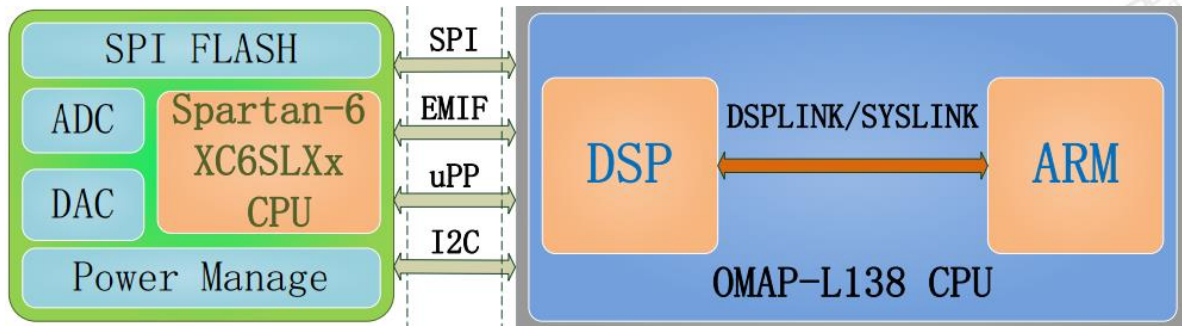 SPI FLASH
ADC
Spartan-6
XC6SLXx
CPU
DAC
Power Manage
SPI
EMIF
uPP
I2C
DSP
DSPLINK/SYSLINK
ARM
OMAP-L138 CPU